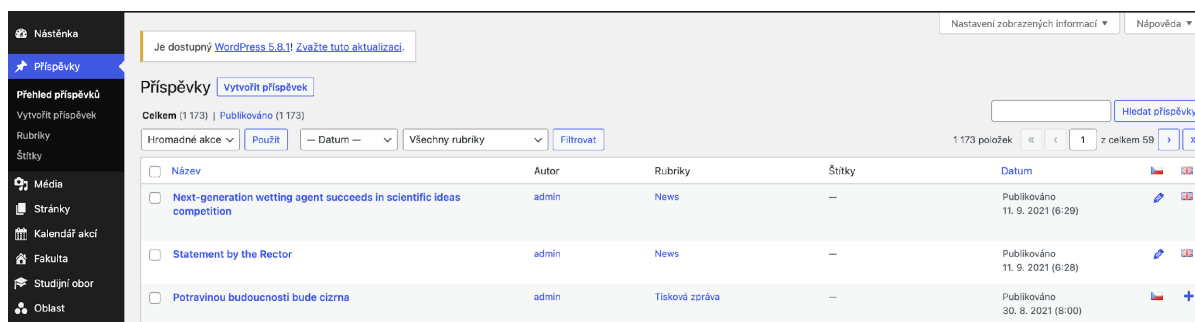 Nastavení zobrazených informací ▼
Nápověda ▼
Nástěnka
Příspěvky
Přehled příspěvků
Vytvořit příspěvek
Rubriky
Štítky
Média
Stránky
Kalendář akcí
Fakulta
Studijní obor
Oblast
Je dostupný WordPress 5.8.1! Zvažte tuto aktualizaci.
Příspěvky Vytvořit příspěvek
Celkem (1 173) | Publikováno (1 173)
Hledat příspěvky
Hromadné akce Použít — Datum — Všechny rubriky Filtrovat
1 173 položek « ‹ 1 z celkem 59 › »
Název Autor Rubriky Štítky Datum
Next-generation wetting agent succeeds in scientific ideas admin News — Publikováno
competition 11. 9. 2021 (6:29)
Statement by the Rector admin News — Publikováno
11. 9. 2021 (6:28)
Potravinou budoucnosti bude cizrna admin Tisková zpráva — Publikováno
30. 8. 2021 (8:00)